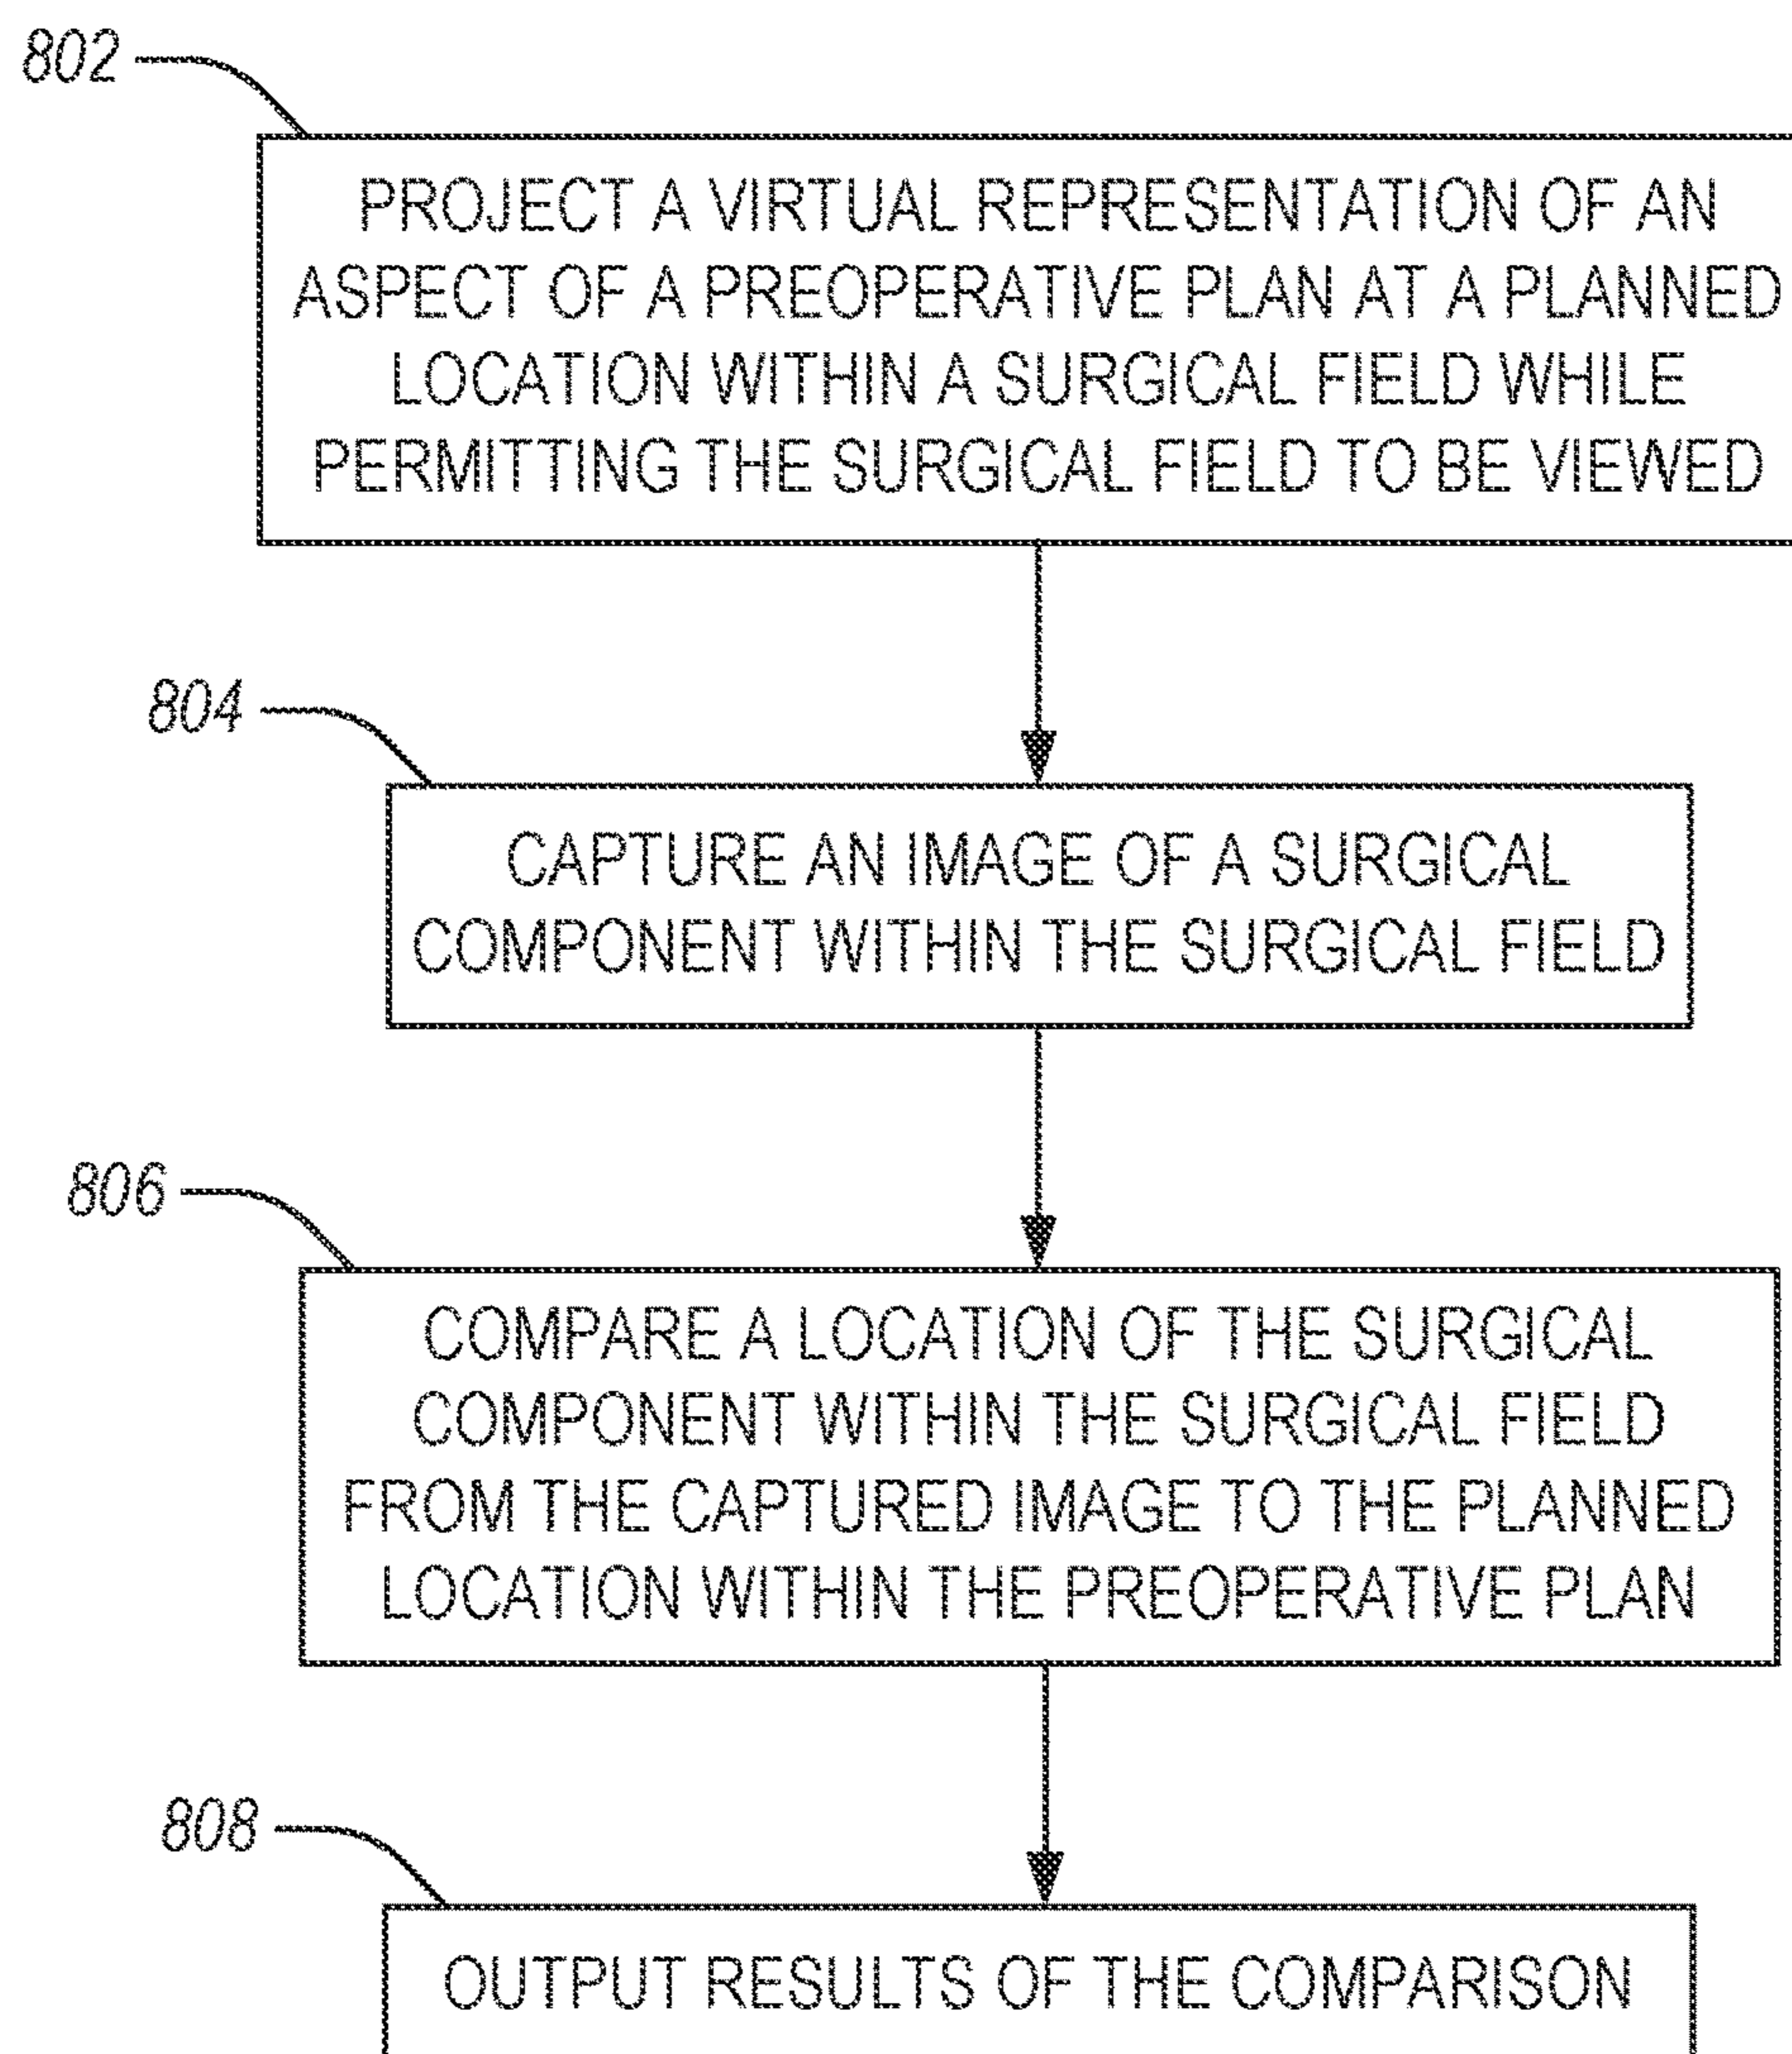 802
PROJECT A VIRTUAL REPRESENTATION OF AN
ASPECT OF A PREOPERATIVE PLAN AT A PLANNED
LOCATION WITHIN A SURGICAL FIELD WHILE
PERMITTING THE SURGICAL FIELD TO BE VIEWED
804
CAPTURE AN IMAGE OF A SURGICAL
COMPONENT WITHIN THE SURGICAL FIELD
806
COMPARE A LOCATION OF THE SURGICAL
COMPONENT WITHIN THE SURGICAL FIELD
FROM THE CAPTURED IMAGE TO THE PLANNED
LOCATION WITHIN THE PREOPERATIVE PLAN
808
OUTPUT RESULTS OF THE COMPARISON